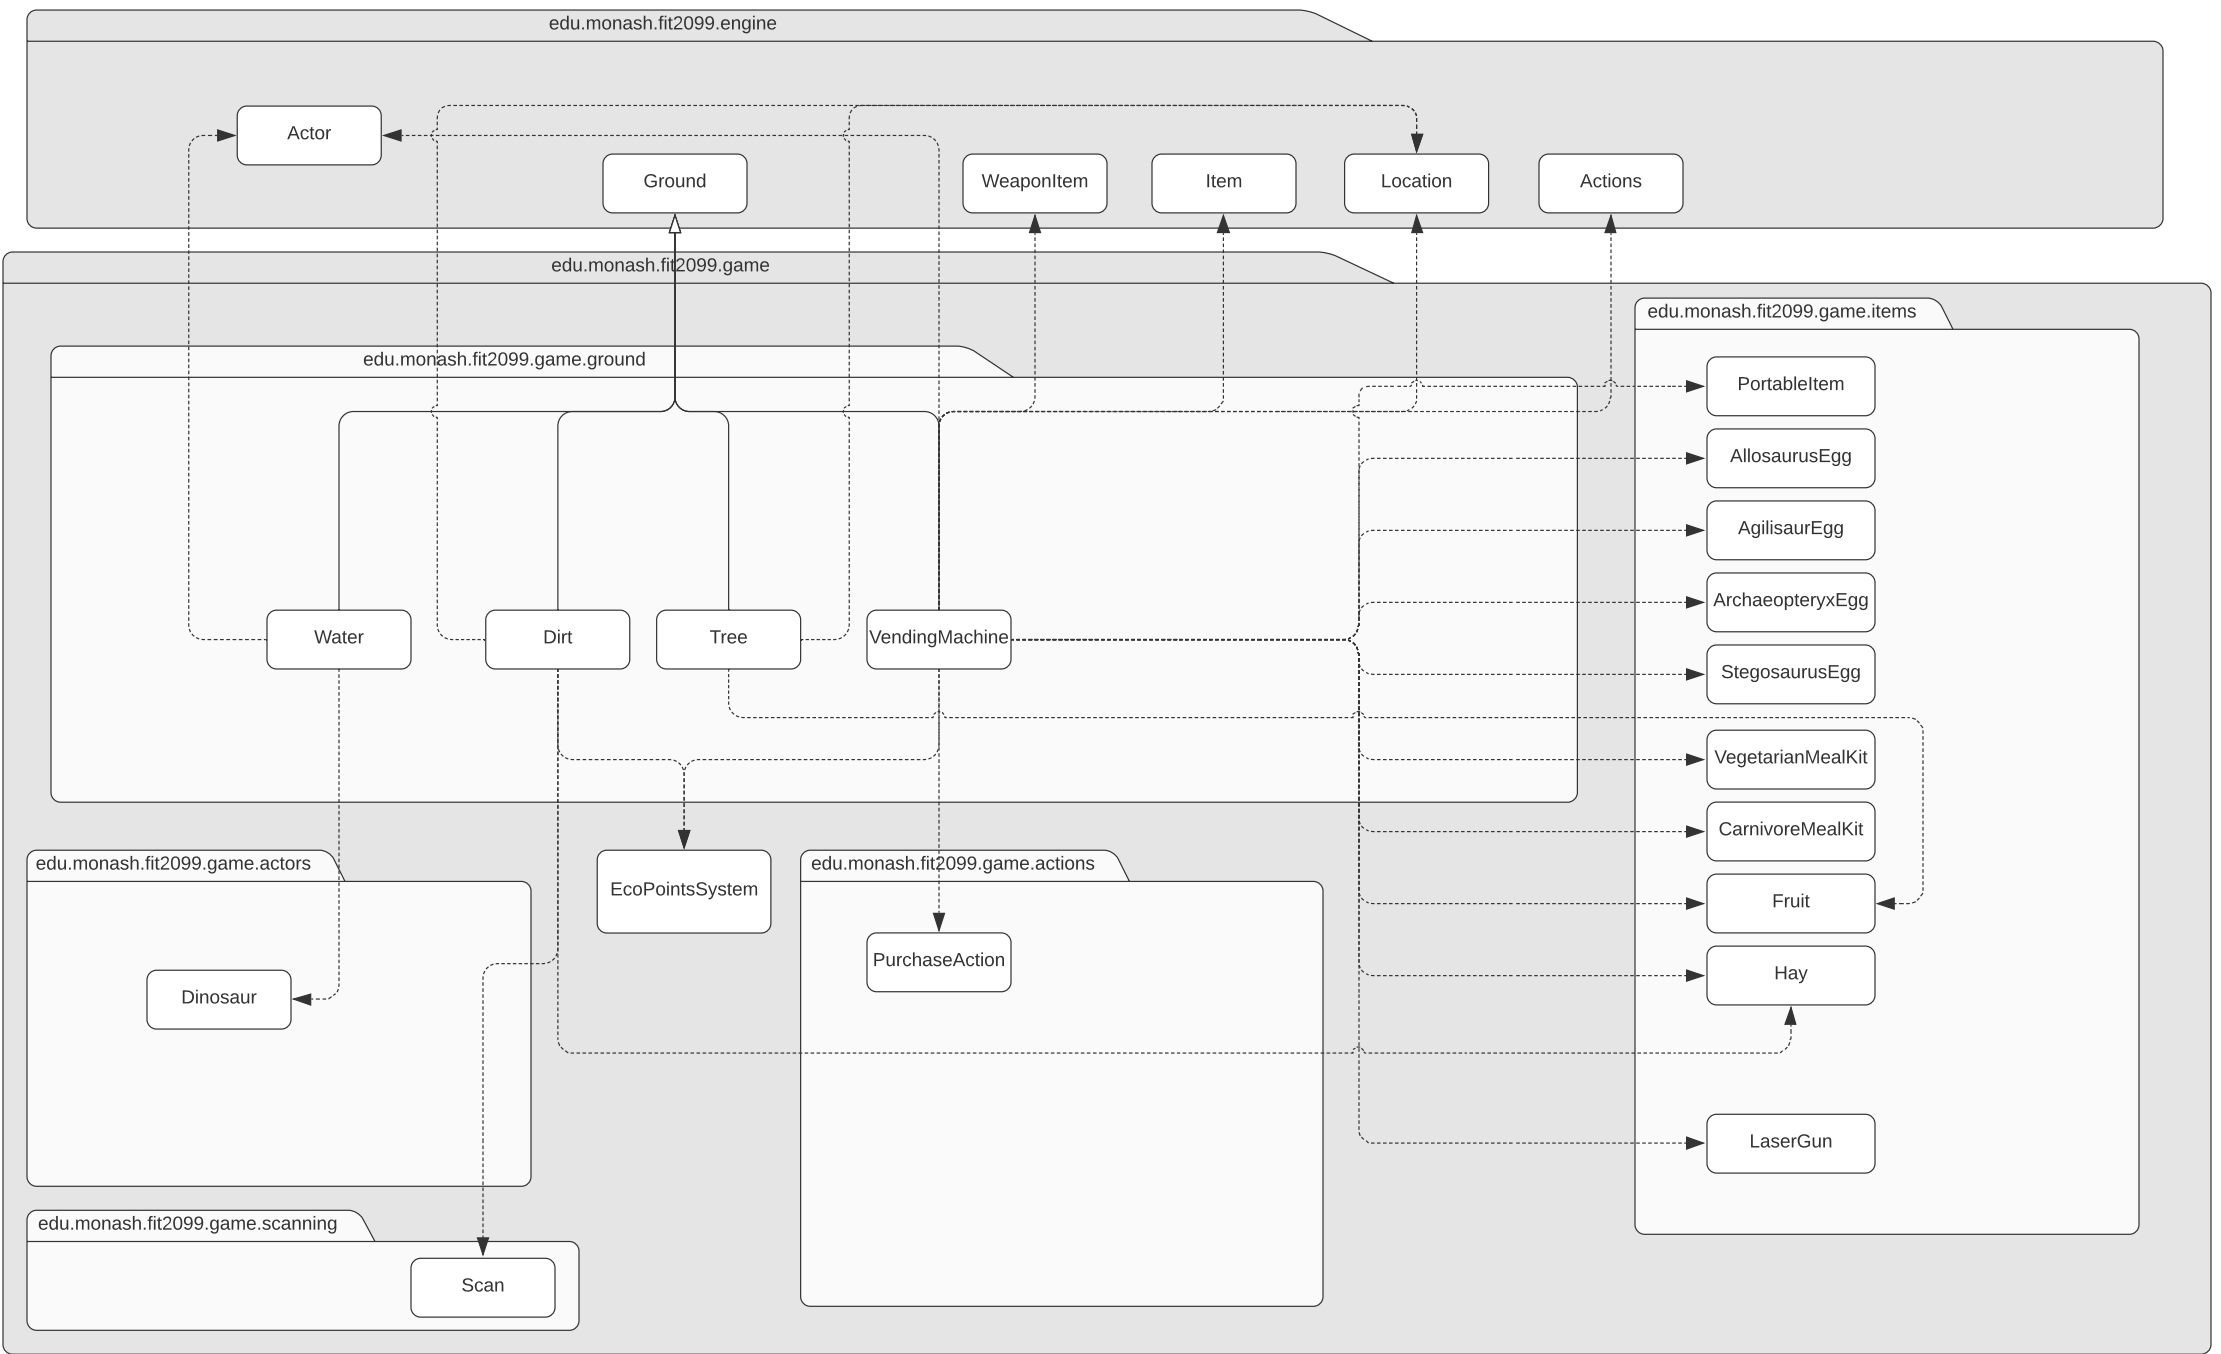 edu.monash.fit2099.engine
Actor
Ground
WeaponItem
Item
Location
Actions
edu.monash.fit2099.game
edu.monash.fit2099.game.items
edu.monash.fit2099.game.ground
PortableItem
AllosaurusEgg
AgilisaurEgg
ArchaeopteryxEgg
Water
Dirt
Tree
VendingMachine
StegosaurusEgg
VegetarianMealKit
CarnivoreMealKit
edu.monash.fit2099.game.actors
EcoPointsSystem
edu.monash.fit2099.game.actions
Fruit
PurchaseAction
Hay
Dinosaur
LaserGun
edu.monash.fit2099.game.scanning
Scan